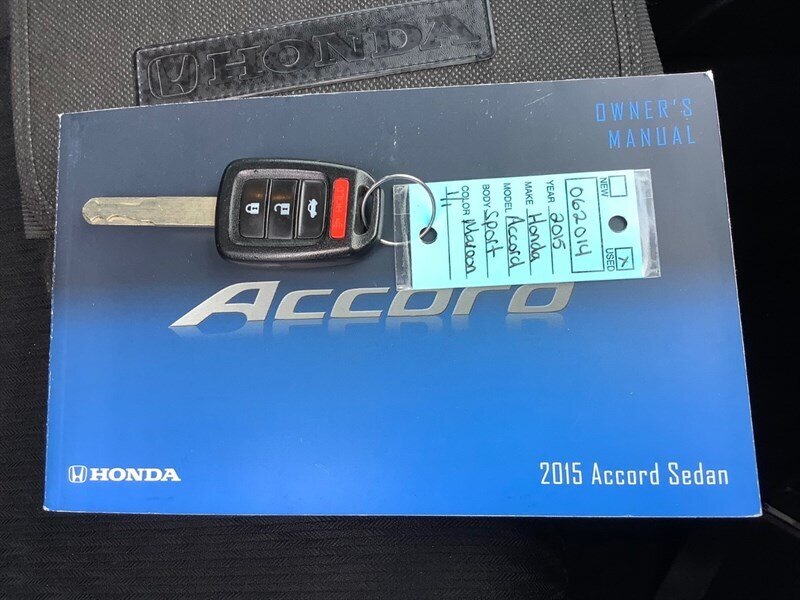 HONDA
OWNER'S
MANUAL
NEW USED X
062014
YEAR 2015
MAKE Honda
MODEL Accord
BODY Sport
COLOR Maroon
Accord
HONDA
2015 Accord Sedan